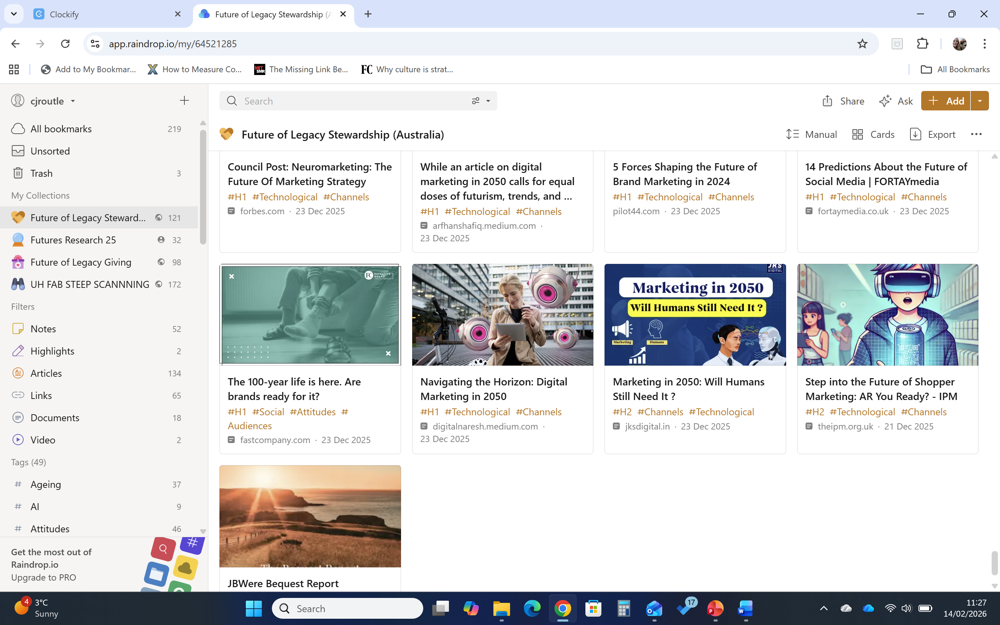 Clockify
Future of Legacy Stewardship (A
app.raindrop.io/my/64521285
Add to My Bookmar...
How to Measure Co...
MIT SMR
The Missing Link Be...
FC
Why culture is strat...
All Bookmarks
cjroutle
Search
Share
Ask
Add
All bookmarks 219
Unsorted
Trash 3
My Collections
Future of Legacy Steward... 121
Futures Research 25 32
Future of Legacy Giving 98
UH FAB STEEP SCANNNING 172
Filters
Notes 52
Highlights 2
Articles 134
Links 65
Documents 18
Video 2
Tags (49)
# Ageing 37
# AI 9
# Attitudes 46
Get the most out of
Raindrop.io
Upgrade to PRO
Future of Legacy Stewardship (Australia)
Manual
Cards
Export
Council Post: Neuromarketing: The
Future Of Marketing Strategy
#H1 #Technological #Channels
forbes.com · 23 Dec 2025
While an article on digital
marketing in 2050 calls for equal
doses of futurism, trends, and ...
#H1 #Technological #Channels
arfhanshafiq.medium.com ·
23 Dec 2025
5 Forces Shaping the Future of
Brand Marketing in 2024
#H1 #Technological #Channels
pilot44.com · 23 Dec 2025
14 Predictions About the Future of
Social Media | FORTAYmedia
#H1 #Technological #Channels
fortaymedia.co.uk · 23 Dec 2025
FC EXECUTIVE
BOARD
The 100-year life is here. Are
brands ready for it?
#H1 #Social #Attitudes #
Audiences
fastcompany.com · 23 Dec 2025
Navigating the Horizon: Digital
Marketing in 2050
#H1 #Technological #Channels
digitalnaresh.medium.com ·
23 Dec 2025
DIGITAL
Marketing in 2050
Will Humans Still Need It ?
Marketing
Humans
Marketing in 2050: Will Humans
Still Need It ?
#H2 #Channels #Technological
jksdigital.in · 23 Dec 2025
Step into the Future of Shopper
Marketing: AR You Ready? - IPM
#H2 #Technological #Channels
theipm.org.uk · 21 Dec 2025
The Bequest Report
JBWere Bequest Report
4
3°C
Sunny
Search
17
11:27
14/02/2026